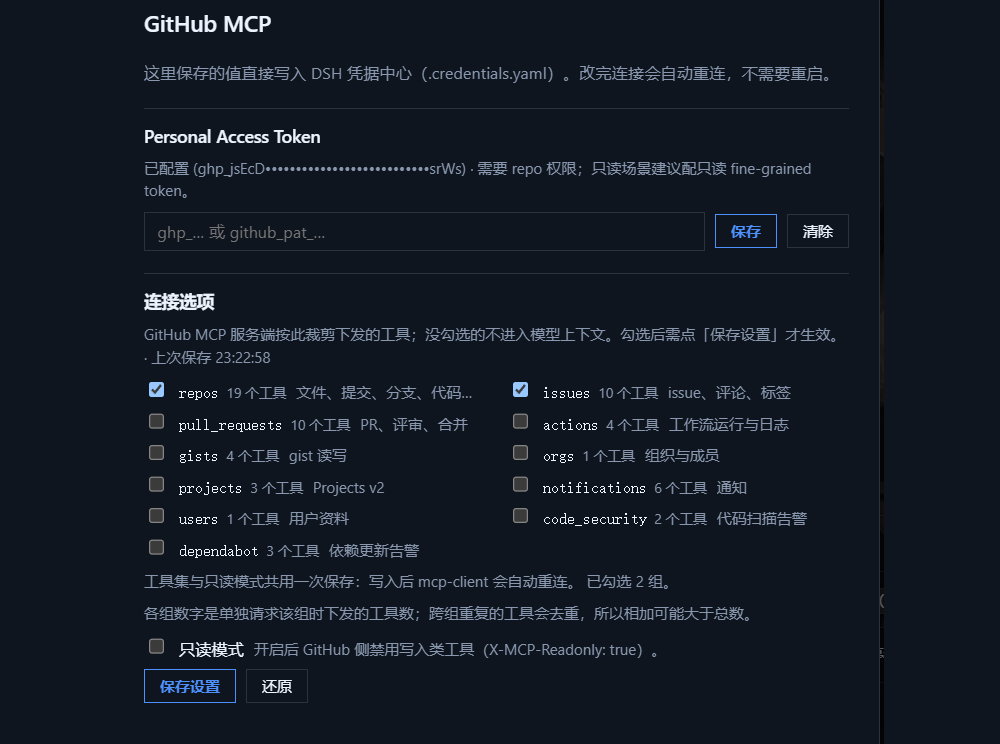 GitHub MCP
这里保存的值直接写入 DSH 凭据中心（.credentials.yaml）。改完连接会自动重连，不需要重启。
Personal Access Token
已配置 (ghp_jsEcD•••••••••••••••••••••••••••srWs) · 需要 repo 权限；只读场景建议配只读 fine-grained
token。
ghp_... 或 github_pat_...
保存
清除
连接选项
GitHub MCP 服务端按此裁剪下发的工具；没勾选的不进入模型上下文。勾选后需点「保存设置」才生效。
· 上次保存 23:22:58
repos 19 个工具 文件、提交、分支、代码...
issues 10 个工具 issue、评论、标签
pull_requests 10 个工具 PR、评审、合并
actions 4 个工具 工作流运行与日志
gists 4 个工具 gist 读写
orgs 1 个工具 组织与成员
projects 3 个工具 Projects v2
notifications 6 个工具 通知
users 1 个工具 用户资料
code_security 2 个工具 代码扫描告警
dependabot 3 个工具 依赖更新告警
工具集与只读模式共用一次保存：写入后 mcp-client 会自动重连。 已勾选 2 组。
各组数字是单独请求该组时下发的工具数；跨组重复的工具会去重，所以相加可能大于总数。
只读模式 开启后 GitHub 侧禁用写入类工具（X-MCP-Readonly: true）。
保存设置
还原